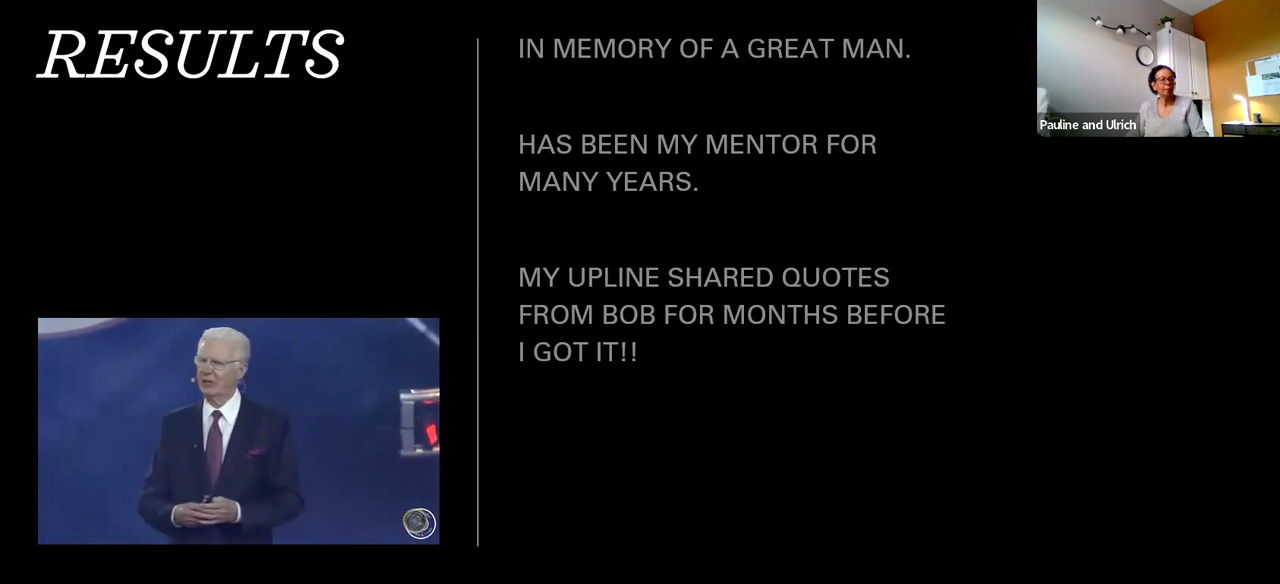 RESULTS
IN MEMORY OF A GREAT MAN.
HAS BEEN MY MENTOR FOR
MANY YEARS.
MY UPLINE SHARED QUOTES
FROM BOB FOR MONTHS BEFORE
I GOT IT!!
Pauline and Ulrich